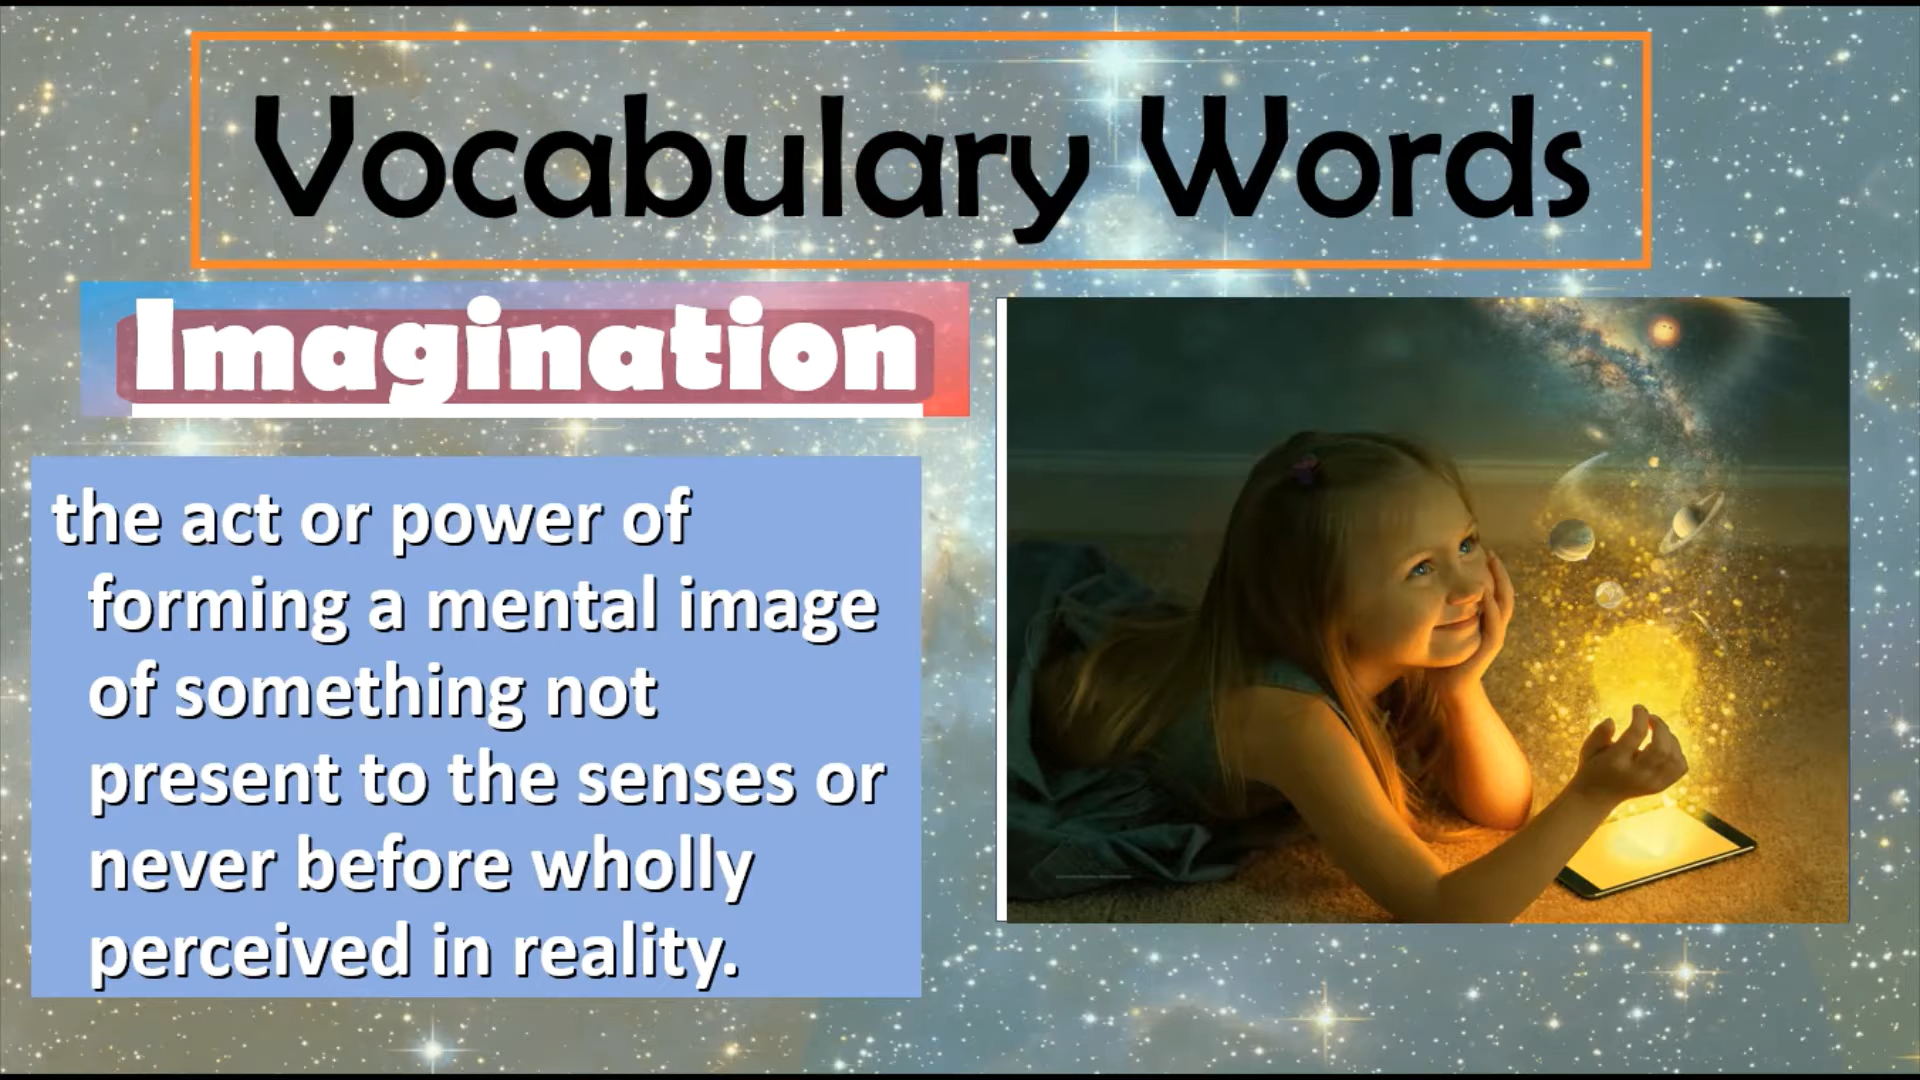 Vocabulary Words
Imagination
the act or power of
forming a mental image
of something not
present to the senses or
never before wholly
perceived in reality.